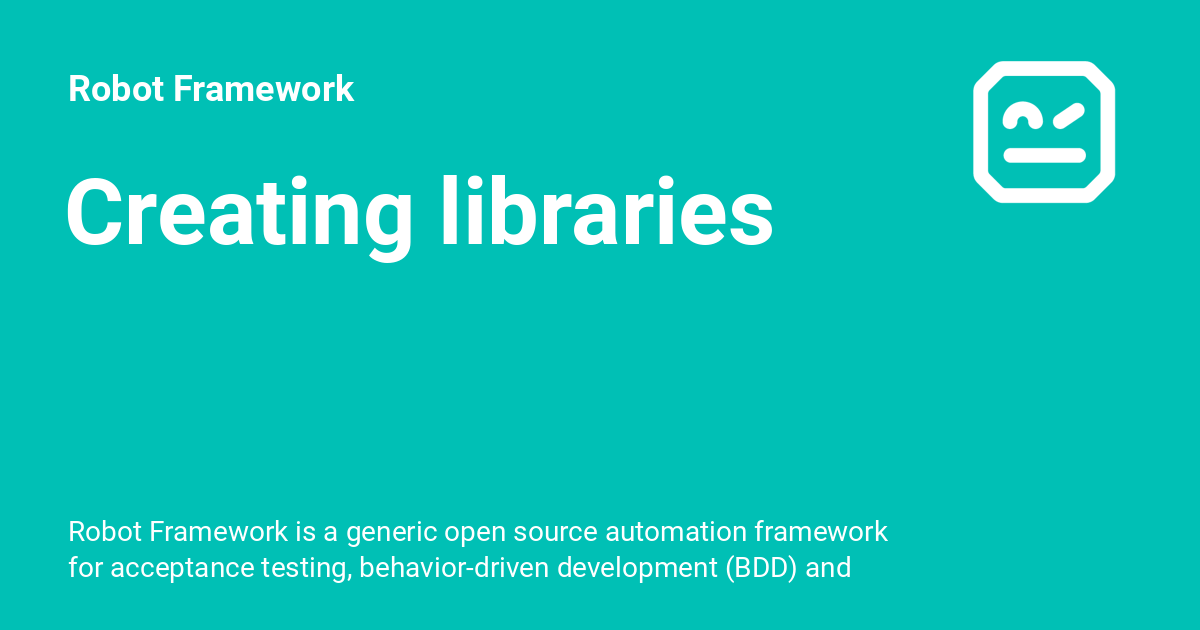 Robot Framework
Creating libraries
Robot Framework is a generic open source automation framework
for acceptance testing, behavior-driven development (BDD) and